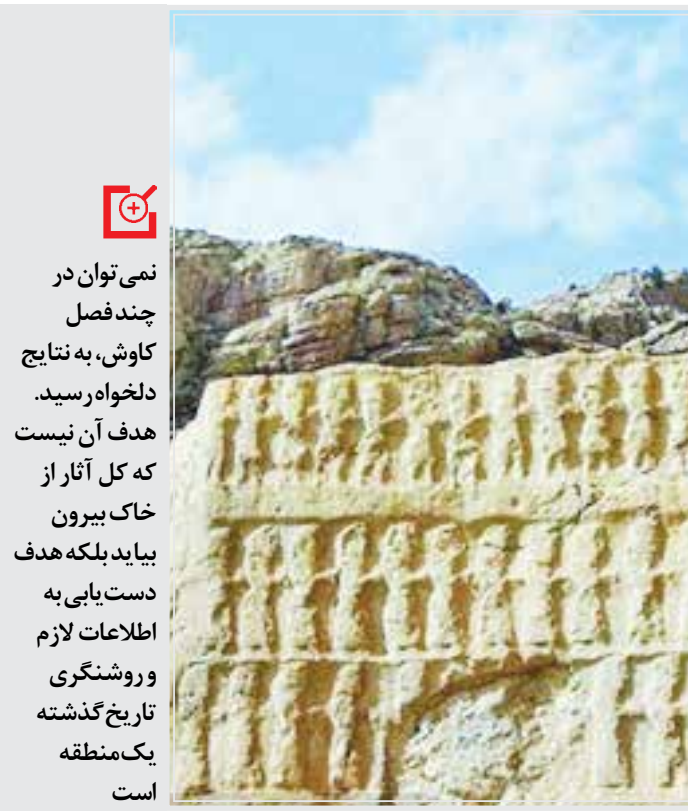 نمی‌توان در
چند فصل
کاوش، به نتایج
دلخواه رسید.
هدف آن نیست
که کل آثار از
خاک بیرون
بیاید بلکه هدف
دست‌یابی به
اطلاعات لازم
و روشنگری
تاریخ گذشته
یک منطقه
است